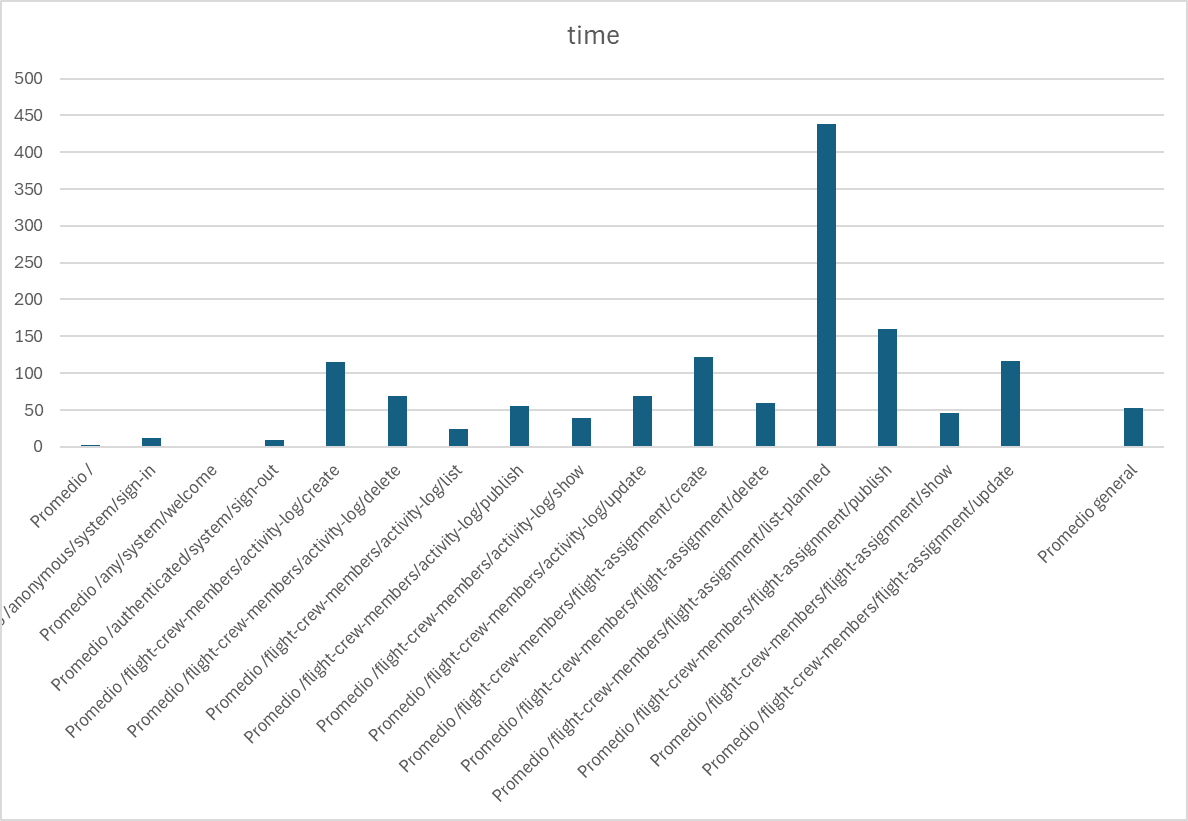 time
500
450
400
350
300
250
200
150
100
50
0
Promedio /
/anonymous/system/sign-in
Promedio /any/system/welcome
Promedio /authenticated/system/sign-out
Promedio /flight-crew-members/activity-log/create
Promedio /flight-crew-members/activity-log/delete
Promedio /flight-crew-members/activity-log/list
Promedio /flight-crew-members/activity-log/publish
Promedio /flight-crew-members/activity-log/show
Promedio /flight-crew-members/activity-log/update
Promedio /flight-crew-members/flight-assignment/create
Promedio /flight-crew-members/flight-assignment/delete
Promedio /flight-crew-members/flight-assignment/list-planned
Promedio /flight-crew-members/flight-assignment/publish
Promedio /flight-crew-members/flight-assignment/show
Promedio /flight-crew-members/flight-assignment/update
Promedio general